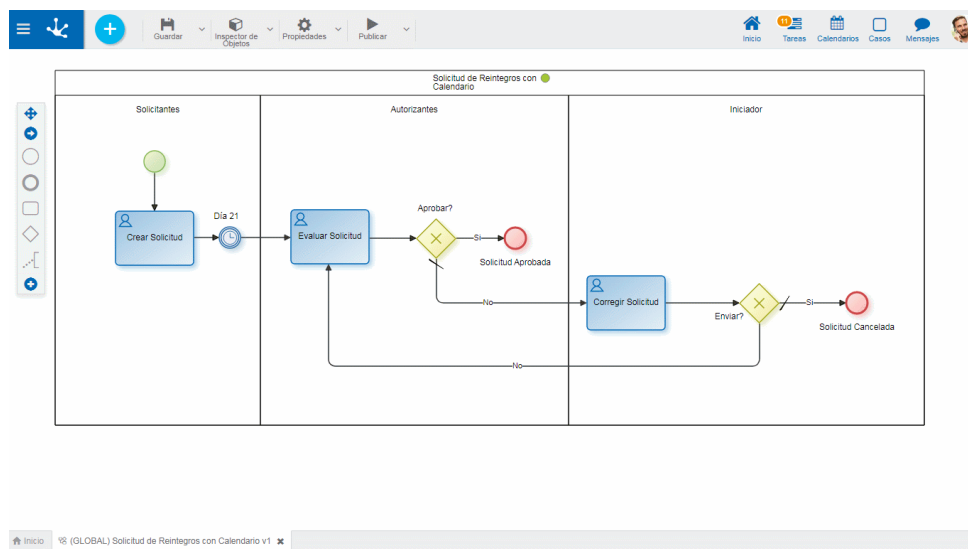 Guardar
Inspector de
Objetos
Propiedades
Publicar
Inicio
11
Tareas
Calendarios
Casos
Mensajes
Solicitud de Reintegros con
Calendario
Solicitantes
Autorizantes
Iniciador
Crear Solicitud
Día 21
Evaluar Solicitud
Aprobar?
Si
Solicitud Aprobada
No
Corregir Solicitud
Enviar?
Si
Solicitud Cancelada
No
Inicio
(GLOBAL) Solicitud de Reintegros con Calendario v1